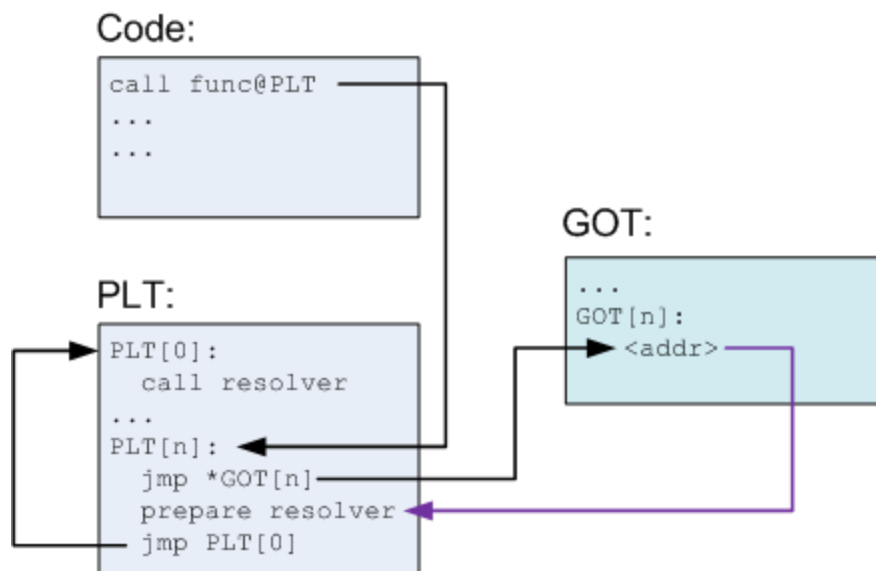 Code:
call func@PLT
...
...
GOT:
...
GOT[n]:
<addr>
PLT:
PLT[0]:
call resolver
...
PLT[n]:
jmp *GOT[n]
prepare resolver
jmp PLT[0]